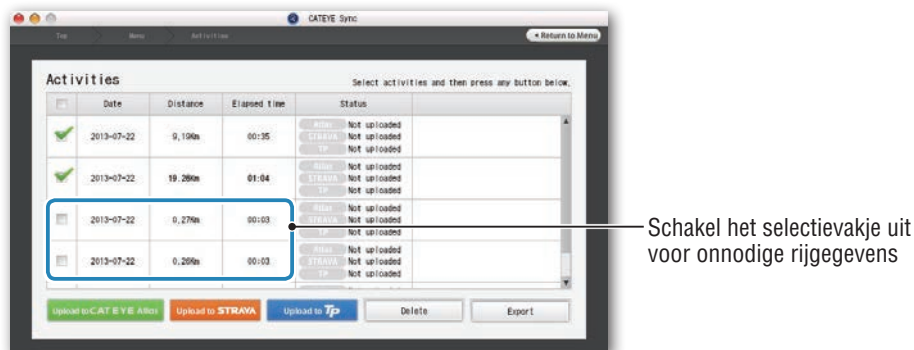 CATEYE Sync
Top Menu Activities
◂ Return to Menu
Activities
Select activities and then press any button below.
Date Distance Elapsed time Status
2013-07-22 9,19Km 00:35
Atlas Not uploaded
STRAVA Not uploaded
TP Not uploaded
2013-07-22 19.26Km 01:04
Atlas Not uploaded
STRAVA Not uploaded
TP Not uploaded
2013-07-22 0,27Km 00:03
Atlas Not uploaded
STRAVA Not uploaded
TP Not uploaded
2013-07-22 0,26Km 00:03
Atlas Not uploaded
STRAVA Not uploaded
TP Not uploaded
Upload to CATEYE Atlas Upload to STRAVA Upload to Tp Delete Export
Schakel het selectievakje uit
voor onnodige rijgegevens